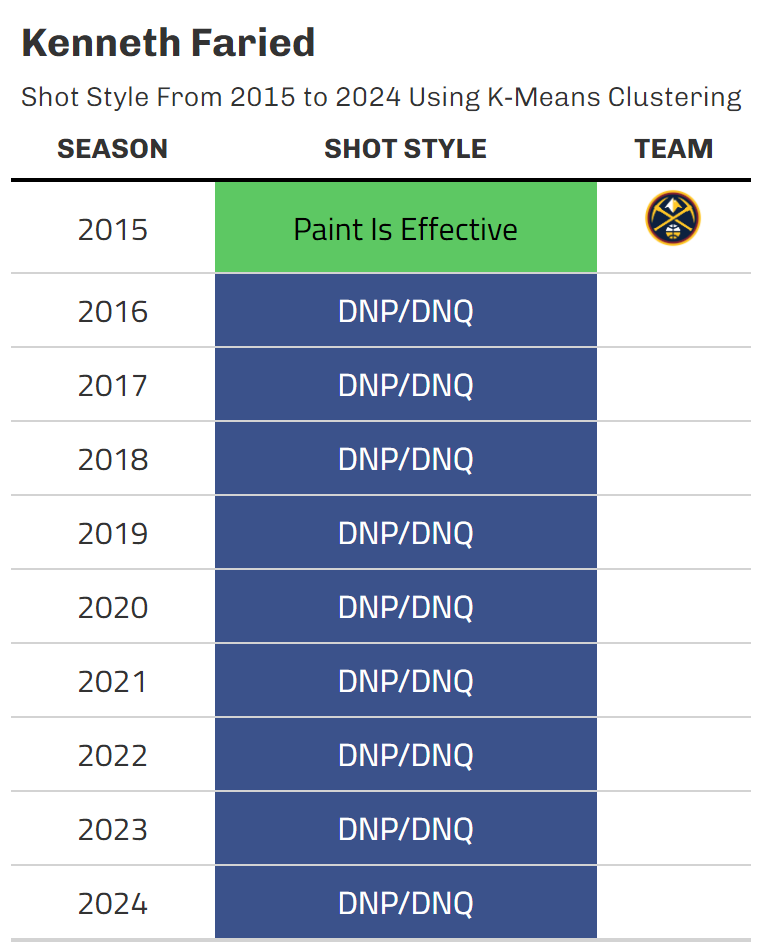 Kenneth Faried
Shot Style From 2015 to 2024 Using K-Means Clustering
SEASON SHOT STYLE TEAM
2015 Paint Is Effective
2016 DNP/DNQ
2017 DNP/DNQ
2018 DNP/DNQ
2019 DNP/DNQ
2020 DNP/DNQ
2021 DNP/DNQ
2022 DNP/DNQ
2023 DNP/DNQ
2024 DNP/DNQ